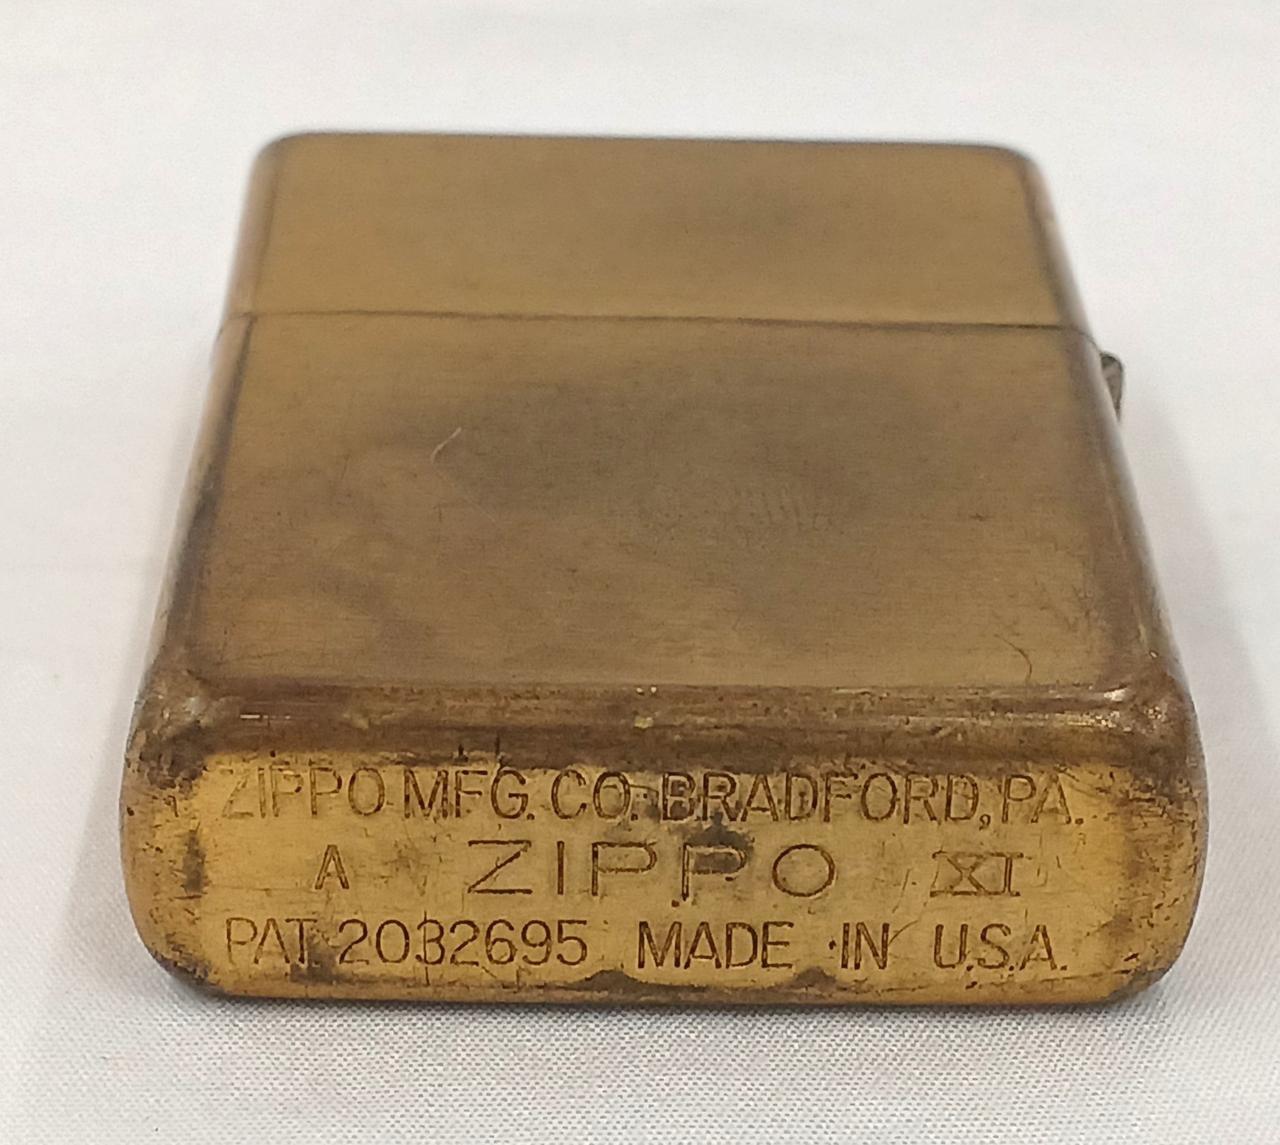 ZIPPO MFG. CO. BRADFORD, PA.
A ZIPPO XI
PAT. 2032695 MADE IN U.S.A.